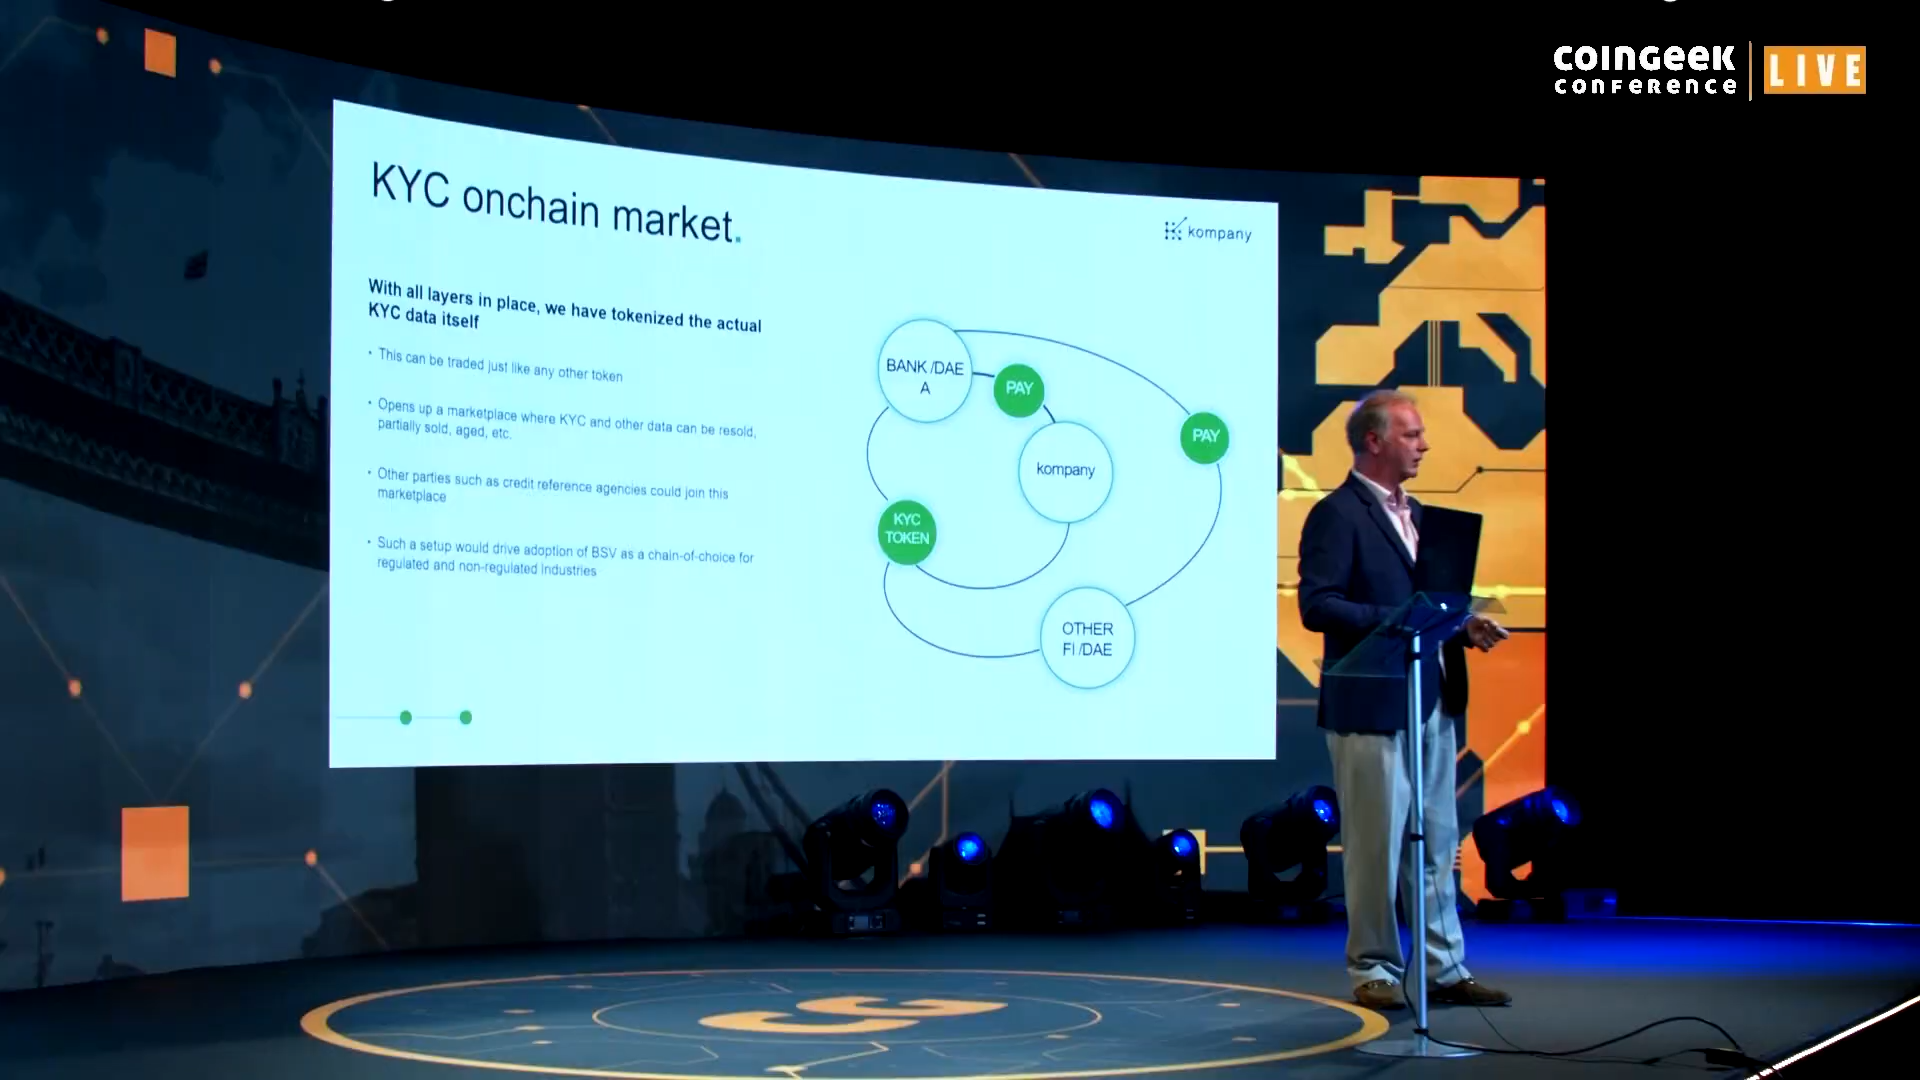 COINGEEK
CONFERENCE
LIVE
KYC onchain market.
kompany
With all layers in place, we have tokenized the actual
KYC data itself
• This can be traded just like any other token
• Opens up a marketplace where KYC and other data can be resold,
partially sold, aged, etc.
• Other parties such as credit reference agencies could join this
marketplace
• Such a setup would drive adoption of BSV as a chain-of-choice for
regulated and non-regulated industries
BANK /DAE
A
PAY
PAY
kompany
KYC
TOKEN
OTHER
FI /DAE
CG